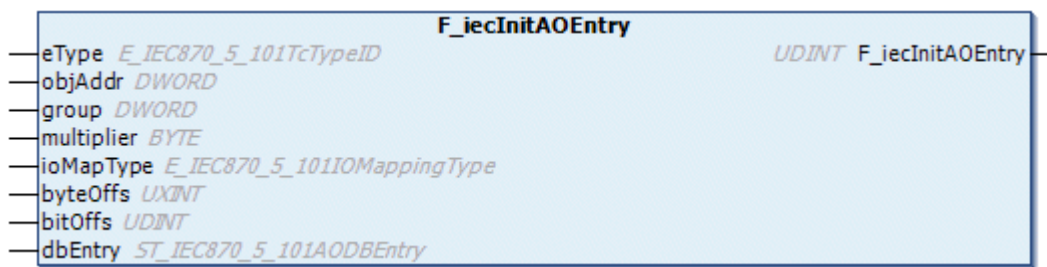 F_iecInitAOEntry
eType E_IEC870_5_101TcTypeID UDINT F_iecInitAOEntry
objAddr DWORD
group DWORD
multiplier BYTE
ioMapType E_IEC870_5_101IOMappingType
byteOffs UXINT
bitOffs UDINT
dbEntry ST_IEC870_5_101AODBEntry